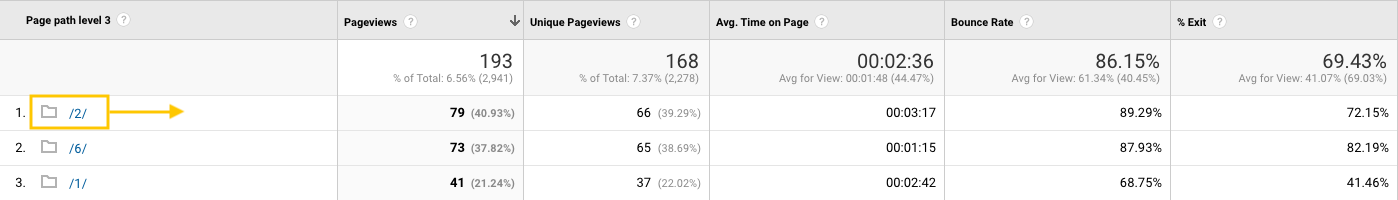 Page path level 3 ? Pageviews ? Unique Pageviews ? Avg. Time on Page ? Bounce Rate ? % Exit ?
193 168 00:02:36 86.15% 69.43%
% of Total: 6.56% (2,941) % of Total: 7.37% (2,278) Avg for View: 00:01:48 (44.47%) Avg for View: 61.34% (40.45%) Avg for View: 41.07% (69.03%)
1. /2/ 79 (40.93%) 66 (39.29%) 00:03:17 89.29% 72.15%
2. /6/ 73 (37.82%) 65 (38.69%) 00:01:15 87.93% 82.19%
3. /1/ 41 (21.24%) 37 (22.02%) 00:02:42 68.75% 41.46%